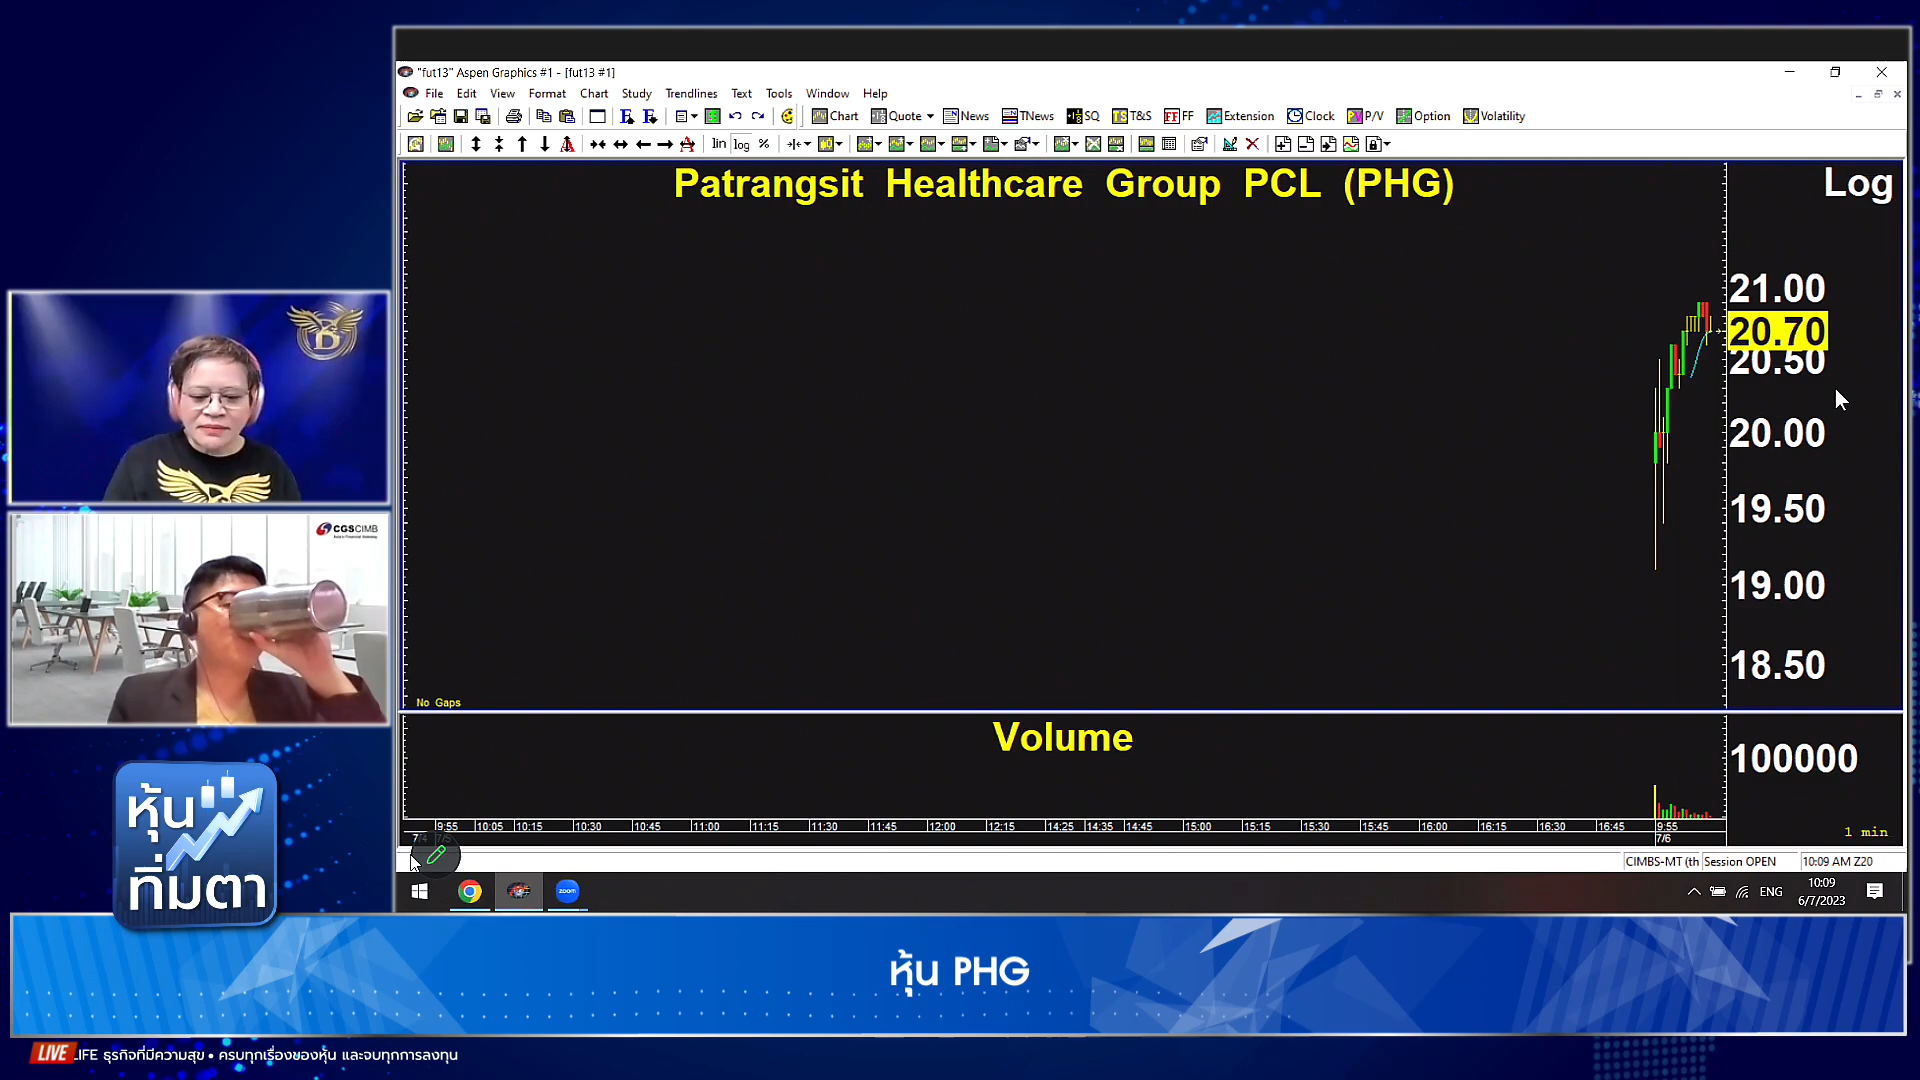 "fut13" Aspen Graphics #1 - [fut13 #1]
File Edit View Format Chart Study Trendlines Text Tools Window Help
Chart Quote News TNews SQ T&S FF Extension Clock P/V Option Volatility
lin log %
Patrangsit Healthcare Group PCL (PHG)
Log
21.00
20.70
20.50
20.00
19.50
19.00
18.50
No Gaps
Volume
100000
9:55 10:05 10:15 10:30 10:45 11:00 11:15 11:30 11:45 12:00 12:15 14:25 14:35 14:45 15:00 15:15 15:30 15:45 16:00 16:15 16:30 16:45 9:55
7/4 7/5 7/6
1 min
CIMBS-MT (th Session OPEN 10:09 AM Z20
zoom
ENG
10:09
6/7/2023
CGS CIMB
หุ้น
ทิ่มตา
หุ้น PHG
LIVE
LIFE ธุรกิจที่มีความสุข • ครบทุกเรื่องของหุ้น และจบทุกการลงทุน